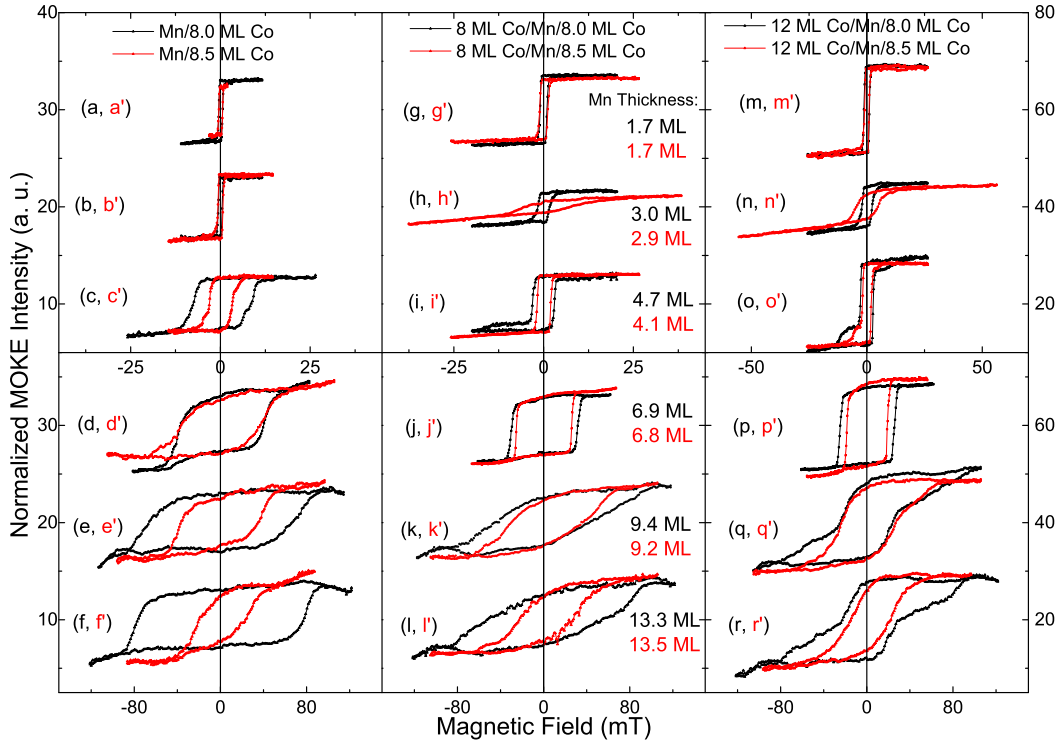 Mn/8.0 ML Co
Mn/8.5 ML Co
8 ML Co/Mn/8.0 ML Co
8 ML Co/Mn/8.5 ML Co
12 ML Co/Mn/8.0 ML Co
12 ML Co/Mn/8.5 ML Co
Normalized MOKE Intensity (a. u.)
40
30
20
10
30
20
10
80
60
40
20
80
60
40
20
(a, a')
(b, b')
(c, c')
-25
0
25
(g, g')
Mn Thickness:
1.7 ML
1.7 ML
(h, h')
3.0 ML
2.9 ML
(i, i')
4.7 ML
4.1 ML
-25
0
25
(m, m')
(n, n')
(o, o')
-50
0
50
(d, d')
(e, e')
(f, f')
-80
0
80
(j, j')
6.9 ML
6.8 ML
(k, k')
9.4 ML
9.2 ML
(l, l')
13.3 ML
13.5 ML
-80
0
80
(p, p')
(q, q')
(r, r')
-80
0
80
Magnetic Field (mT)